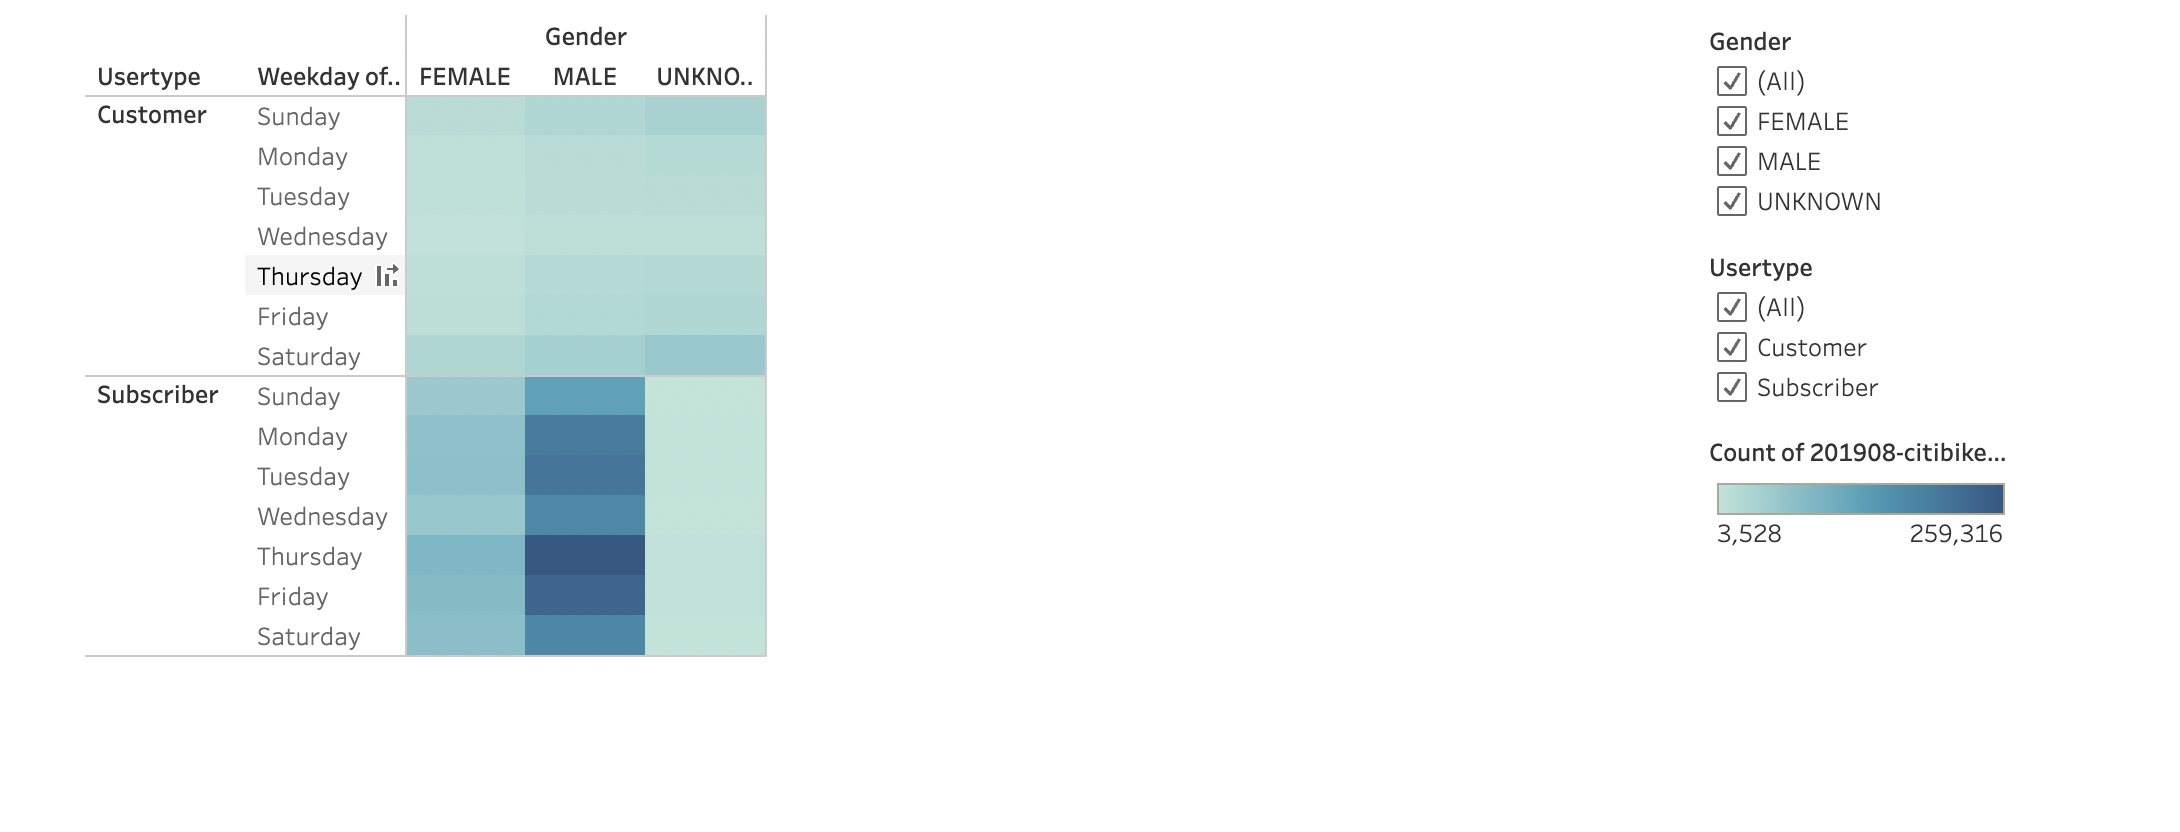 Gender
Usertype Weekday of.. FEMALE MALE UNKNO..
Customer Sunday
Monday
Tuesday
Wednesday
Thursday
Friday
Saturday
Subscriber Sunday
Monday
Tuesday
Wednesday
Thursday
Friday
Saturday
Gender
(All)
FEMALE
MALE
UNKNOWN
Usertype
(All)
Customer
Subscriber
Count of 201908-citibike...
3,528 259,316